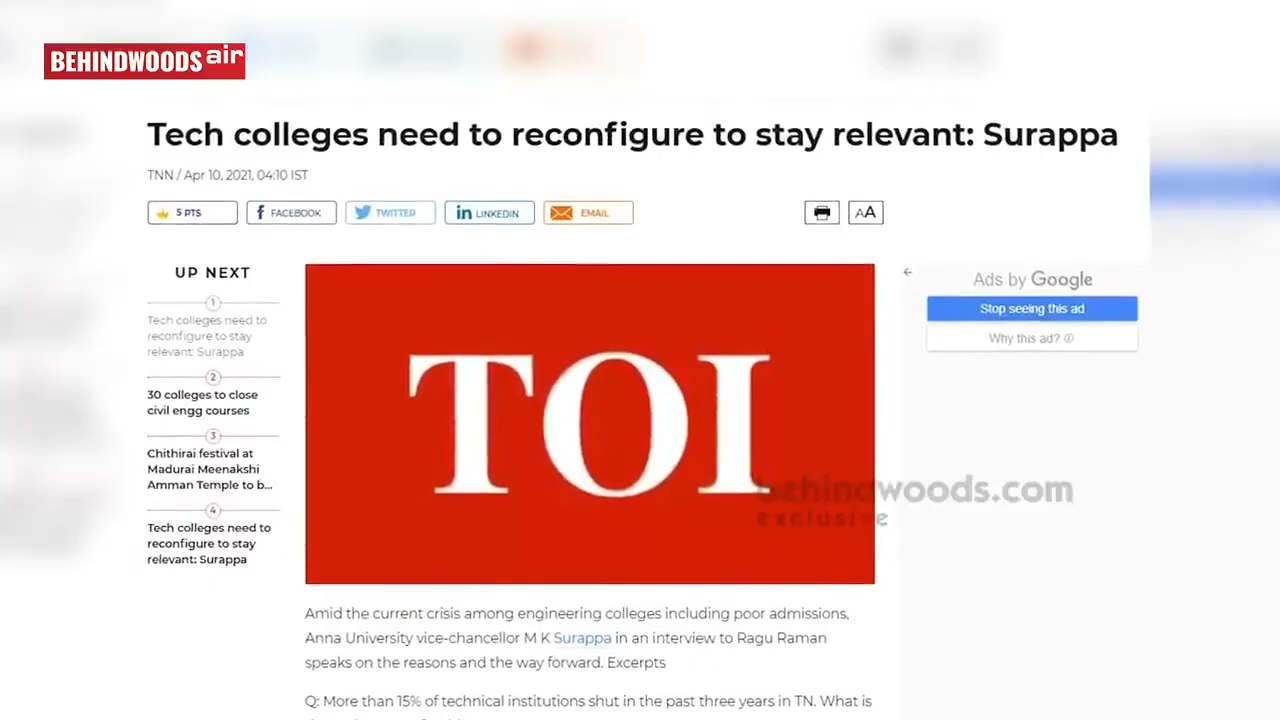 BEHINDWOODS air
Tech colleges need to reconfigure to stay relevant: Surappa
TNN / Apr 10, 2021, 04:10 IST
5 PTS
FACEBOOK
TWITTER
LINKEDIN
EMAIL
AA
UP NEXT
1
Tech colleges need to
reconfigure to stay
relevant: Surappa
2
30 colleges to close
civil engg courses
3
Chithirai festival at
Madurai Meenakshi
Amman Temple to b...
4
Tech colleges need to
reconfigure to stay
relevant: Surappa
TOI
Ads by Google
Stop seeing this ad
Why this ad?
behindwoods.com
exclusive
Amid the current crisis among engineering colleges including poor admissions,
Anna University vice-chancellor M K Surappa in an interview to Ragu Raman
speaks on the reasons and the way forward. Excerpts
Q: More than 15% of technical institutions shut in the past three years in TN. What is